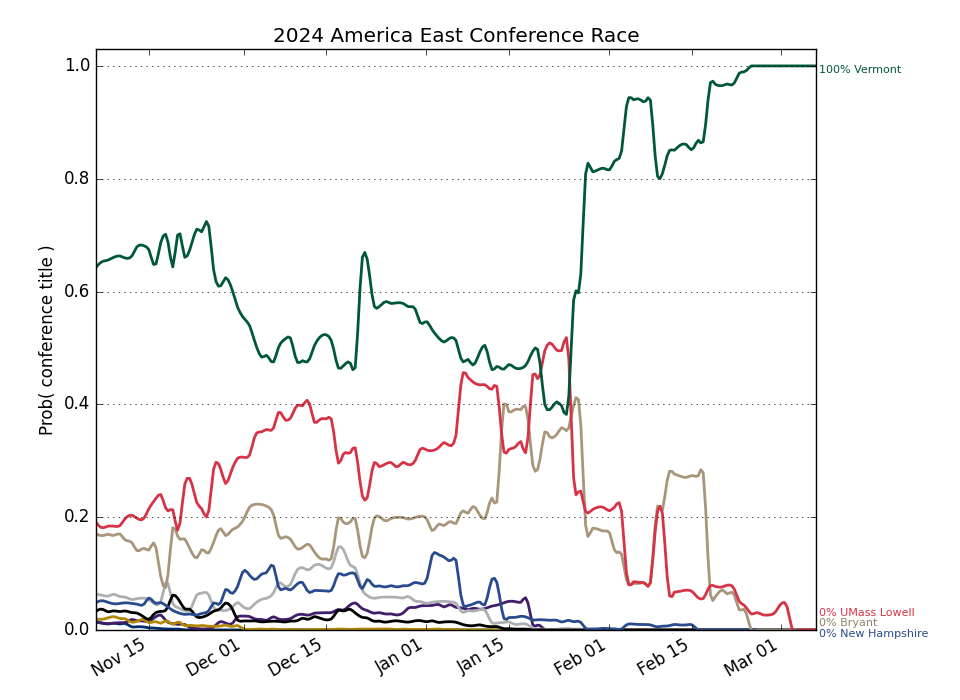 2024 America East Conference Race
Prob( conference title )
1.0
0.8
0.6
0.4
0.2
0.0
Nov 15
Dec 01
Dec 15
Jan 01
Jan 15
Feb 01
Feb 15
Mar 01
100% Vermont
0% UMass Lowell
0% Bryant
0% New Hampshire